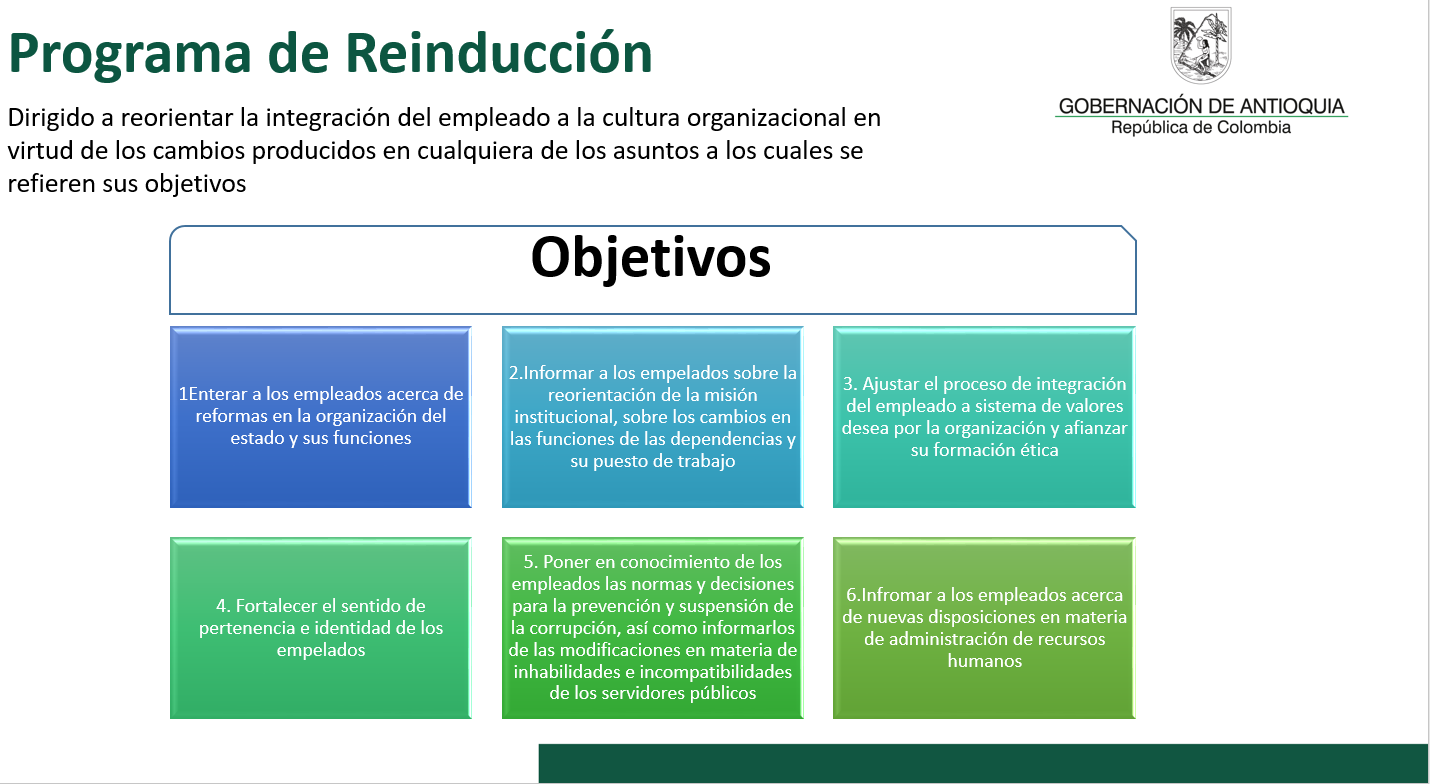 Programa de Reinducción
GOBERNACIÓN DE ANTIOQUIA
República de Colombia
Dirigido a reorientar la integración del empleado a la cultura organizacional en
virtud de los cambios producidos en cualquiera de los asuntos a los cuales se
refieren sus objetivos
Objetivos
1Enterar a los empleados acerca de
reformas en la organización del
estado y sus funciones
2.Informar a los empelados sobre la
reorientación de la misión
institucional, sobre los cambios en
las funciones de las dependencias y
su puesto de trabajo
3. Ajustar el proceso de integración
del empleado a sistema de valores
desea por la organización y afianzar
su formación ética
4. Fortalecer el sentido de
pertenencia e identidad de los
empelados
5. Poner en conocimiento de los
empleados las normas y decisiones
para la prevención y suspensión de
la corrupción, así como informarlos
de las modificaciones en materia de
inhabilidades e incompatibilidades
de los servidores públicos
6.Infromar a los empleados acerca
de nuevas disposiciones en materia
de administración de recursos
humanos